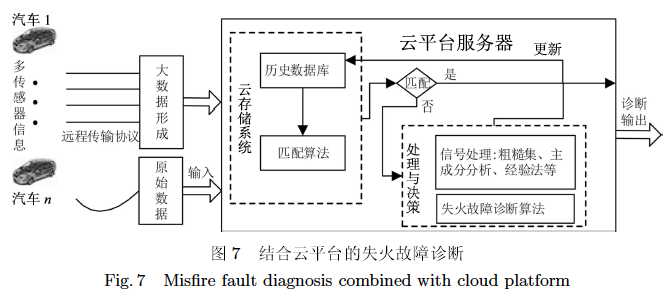 汽车 1
多传感器信息
远程传输协议
汽车 n
大数据形成
原始数据
输入
云平台服务器
云存储系统
历史数据库
匹配算法
匹配
是
否
更新
处理与决策
信号处理:粗糙集、主
成分分析、经验法等
失火故障诊断算法
诊断
输出
图 7 结合云平台的失火故障诊断
Fig. 7 Misfire fault diagnosis combined with cloud platform